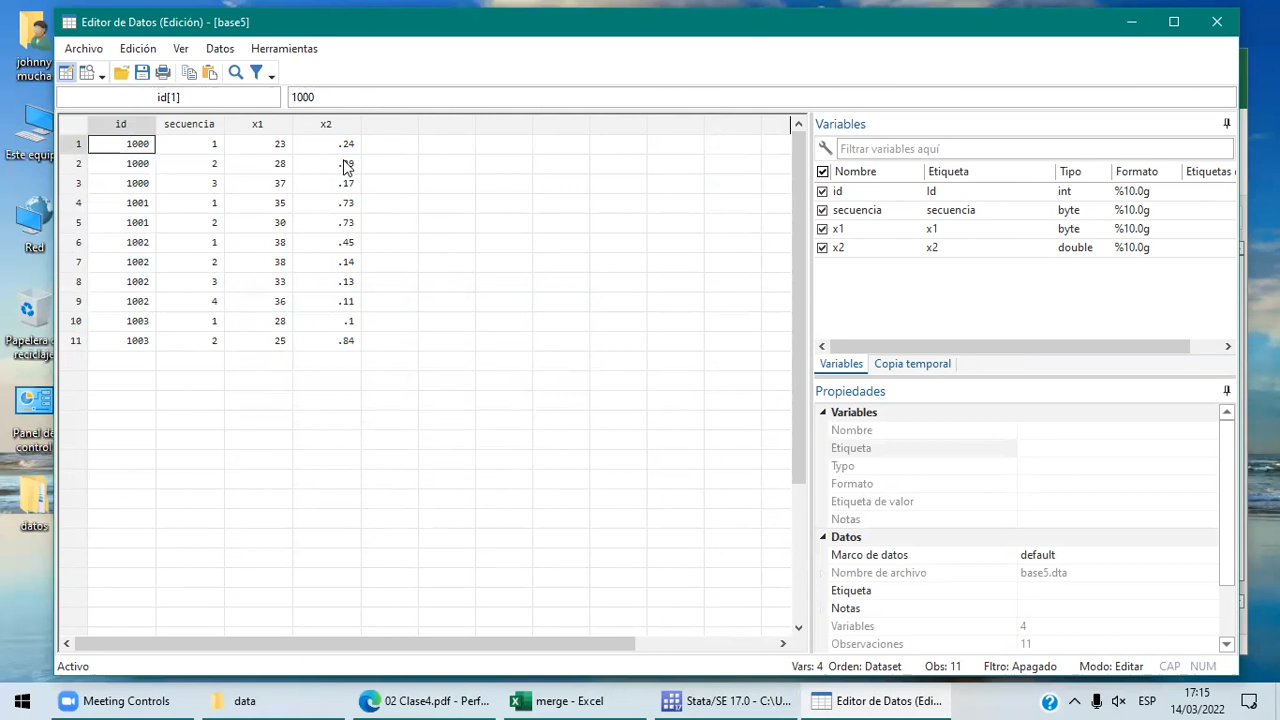 Editor de Datos (Edición) - [base5]
Archivo Edición Ver Datos Herramientas
id[1] 1000
id secuencia x1 x2
1 1000 1 23 .24
2 1000 2 28
3 1000 3 37 .17
4 1001 1 35 .73
5 1001 2 30 .73
6 1002 1 38 .45
7 1002 2 38 .14
8 1002 3 33 .13
9 1002 4 36 .11
10 1003 1 28 .1
11 1003 2 25 .84
Variables
Filtrar variables aquí
Nombre Etiqueta Tipo Formato Etiquetas
id Id int %10.0g
secuencia secuencia byte %10.0g
x1 x1 byte %10.0g
x2 x2 double %10.0g
Variables Copia temporal
Propiedades
Variables
Nombre
Etiqueta
Typo
Formato
Etiqueta de valor
Notas
Datos
Marco de datos default
Nombre de archivo base5.dta
Etiqueta
Notas
Variables 4
Observaciones 11
Activo Vars: 4 Orden: Dataset Obs: 11 Fltro: Apagado Modo: Editar CAP NUM
johnny
mucha
Este equip
Red
Papelera
reciclaj
Panel de
control
datos
Meeting Controls data 02 Clase4.pdf - Perf... merge - Excel Stata/SE 17.0 - C:\U... Editor de Datos (Edi... ESP 17:15
14/03/2022